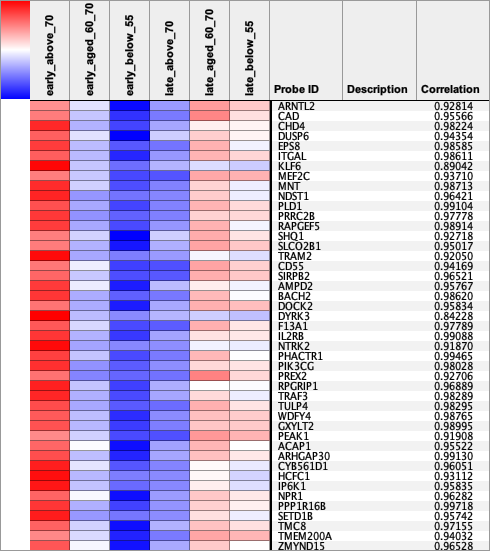 early_above_70
early_aged_60_70
early_below_55
late_above_70
late_aged_60_70
late_below_55
Probe ID Description Correlation
ARNTL2 0.92814
CAD 0.95566
CHD4 0.98224
DUSP6 0.94354
EPS8 0.98585
ITGAL 0.98611
KLF6 0.89042
MEF2C 0.93710
MNT 0.98713
NDST1 0.96421
PLD1 0.99104
PRRC2B 0.97778
RAPGEF5 0.98914
SHQ1 0.92718
SLCO2B1 0.95017
TRAM2 0.92050
CD55 0.94169
SIRPB2 0.96521
AMPD2 0.95767
BACH2 0.98620
DOCK2 0.95834
DYRK3 0.84228
F13A1 0.97789
IL2RB 0.99088
NTRK2 0.91870
PHACTR1 0.99465
PIK3CG 0.98028
PREX2 0.92706
RPGRIP1 0.96889
TRAF3 0.98289
TULP4 0.98295
WDFY4 0.98765
GXYLT2 0.98995
PEAK1 0.91908
ACAP1 0.95522
ARHGAP30 0.99130
CYB561D1 0.96051
HCFC1 0.93112
IP6K1 0.95835
NPR1 0.96282
PPP1R16B 0.99718
SETD1B 0.95742
TMC8 0.97155
TMEM200A 0.94032
ZMYND15 0.96528